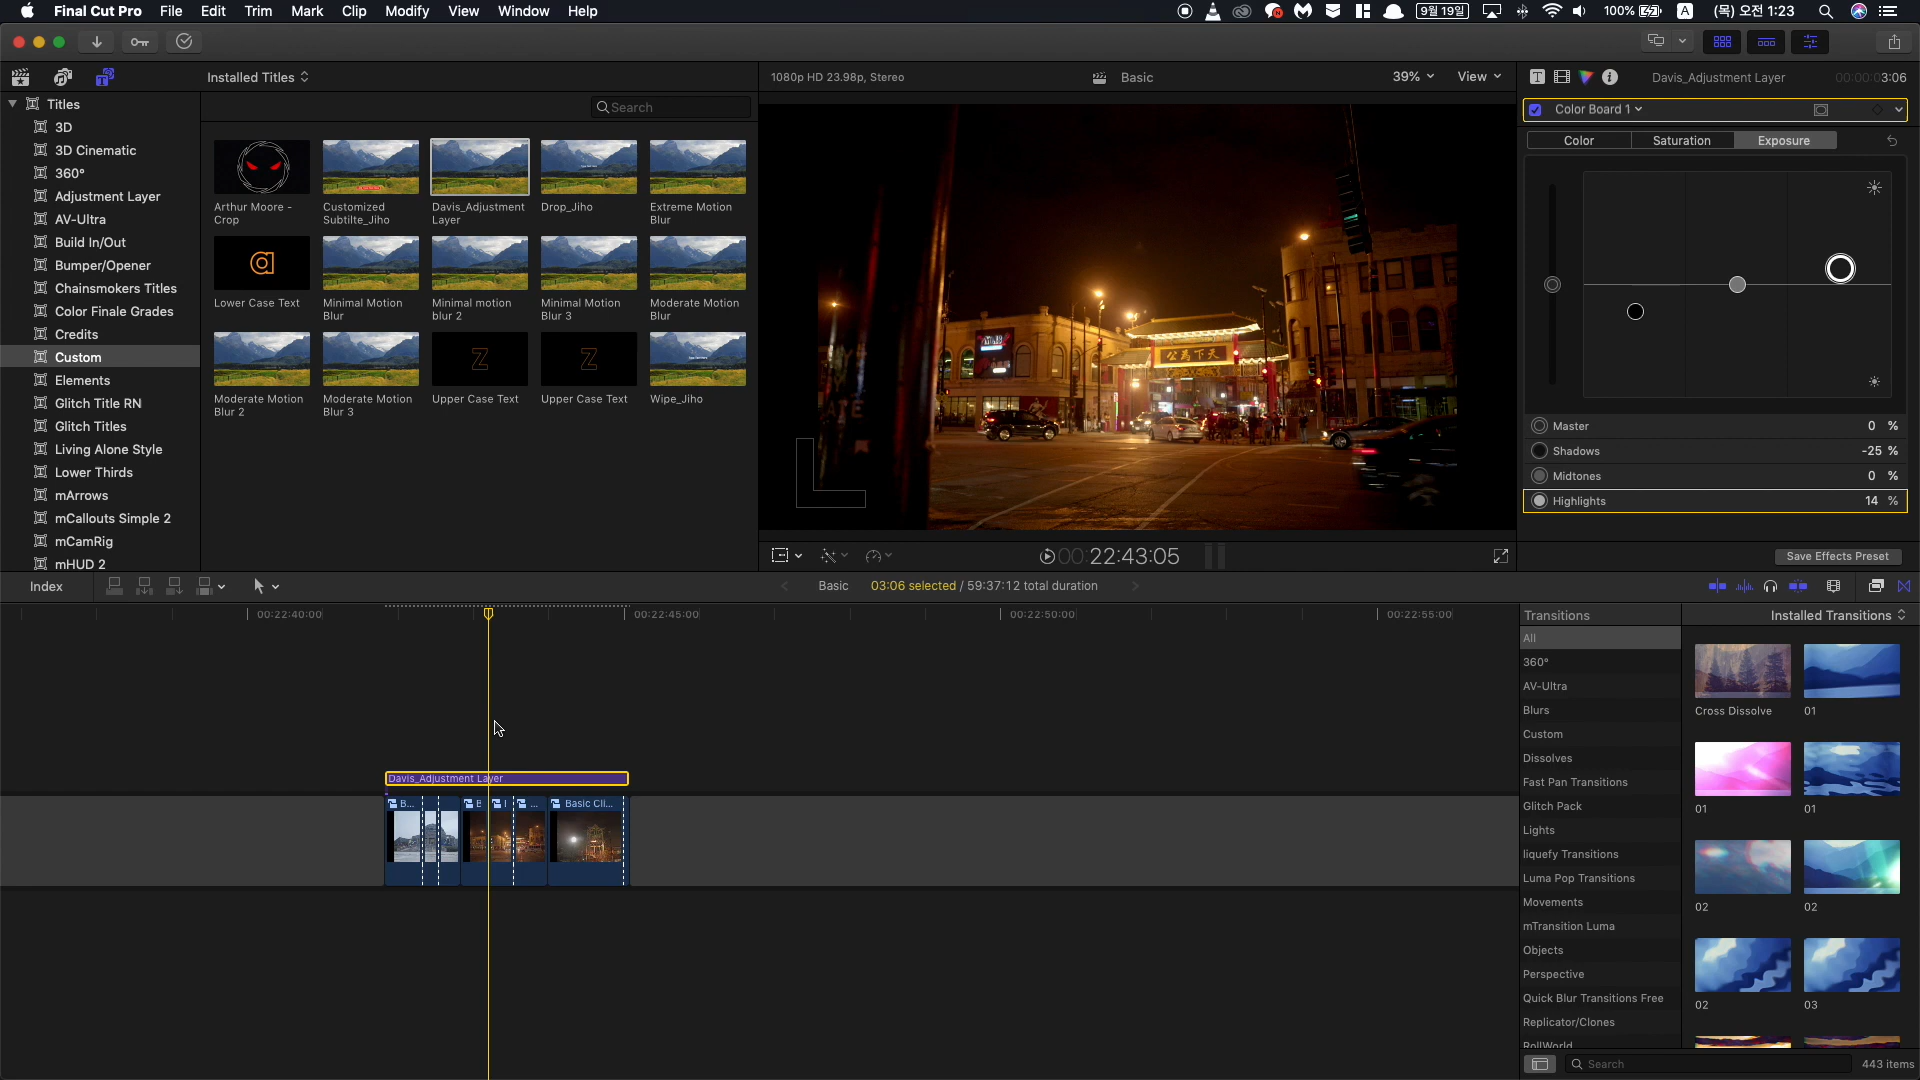 Final Cut Pro File Edit Trim Mark Clip Modify View Window Help
9월 19일 100% A (목) 오전 1:23
Installed Titles
1080p HD 23.98p, Stereo
Basic
39% View
Davis_Adjustment Layer
00:00:03:06
Titles
3D
3D Cinematic
360°
Adjustment Layer
AV-Ultra
Build In/Out
Bumper/Opener
Chainsmokers Titles
Color Finale Grades
Credits
Custom
Elements
Glitch Title RN
Glitch Titles
Living Alone Style
Lower Thirds
mArrows
mCallouts Simple 2
mCamRig
mHUD 2
Search
Arthur Moore - Crop
Customized Subtilte_Jiho
Davis_Adjustment Layer
Drop_Jiho
Extreme Motion Blur
Lower Case Text
Minimal Motion Blur
Minimal motion blur 2
Minimal Motion Blur 3
Moderate Motion Blur
Moderate Motion Blur 2
Moderate Motion Blur 3
Upper Case Text
Upper Case Text
Wipe_Jiho
公為下天
Color Board 1
Color Saturation Exposure
Master 0 %
Shadows -25 %
Midtones 0 %
Highlights 14 %
Save Effects Preset
00:22:43:05
Index
Basic 03:06 selected / 59:37:12 total duration
00:22:40:00
00:22:45:00
00:22:50:00
00:22:55:00
Davis_Adjustment Layer
B...
B
...
Basic Cli...
Transitions
Installed Transitions
All
360°
AV-Ultra
Blurs
Custom
Dissolves
Fast Pan Transitions
Glitch Pack
Lights
liquefy Transitions
Luma Pop Transitions
Movements
mTransition Luma
Objects
Perspective
Quick Blur Transitions Free
Replicator/Clones
RollWorld
Cross Dissolve 01
01 01
02 02
02 03
Search
443 items